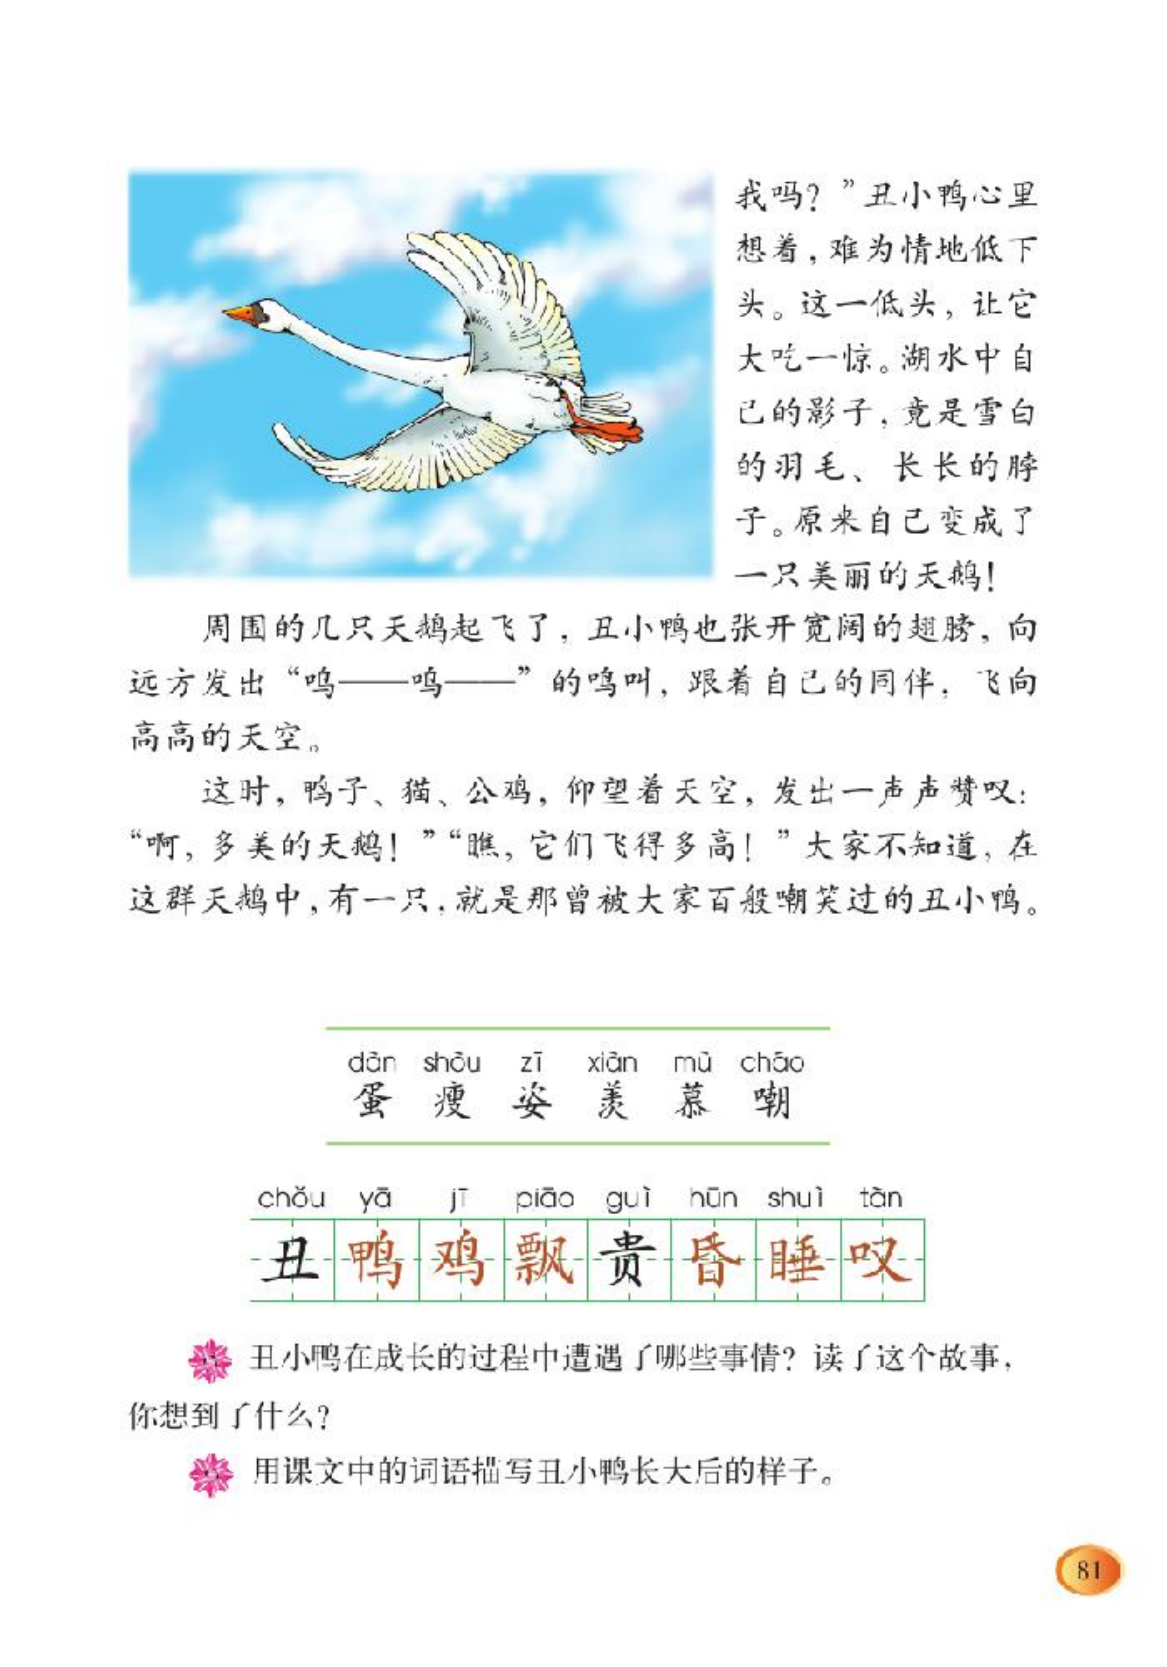 我吗？”丑小鸭心里
想着，难为情地低下
头。这一低头，让它
大吃一惊。湖水中自
己的影子，竟是雪白
的羽毛、长长的脖
子。原来自己变成了
一只美丽的天鹅！
周围的几只天鹅起飞了，丑小鸭也张开宽阔的翅膀，向
远方发出“呜——呜——”的鸣叫，跟着自己的同伴，飞向
高高的天空。
这时，鸭子、猫、公鸡，仰望着天空，发出一声声赞叹：
“啊，多美的天鹅！”“瞧，它们飞得多高！”大家不知道，在
这群天鹅中，有一只，就是那曾被大家百般嘲笑过的丑小鸭。
dàn shòu zī xiàn mù cháo
蛋 瘦 姿 羡 慕 嘲
chǒu yā jī piāo guì hūn shuì tàn
丑 鸭 鸡 飘 贵 昏 睡 叹
丑小鸭在成长的过程中遭遇了哪些事情？读了这个故事，
你想到了什么？
用课文中的词语描写丑小鸭长大后的样子。
81